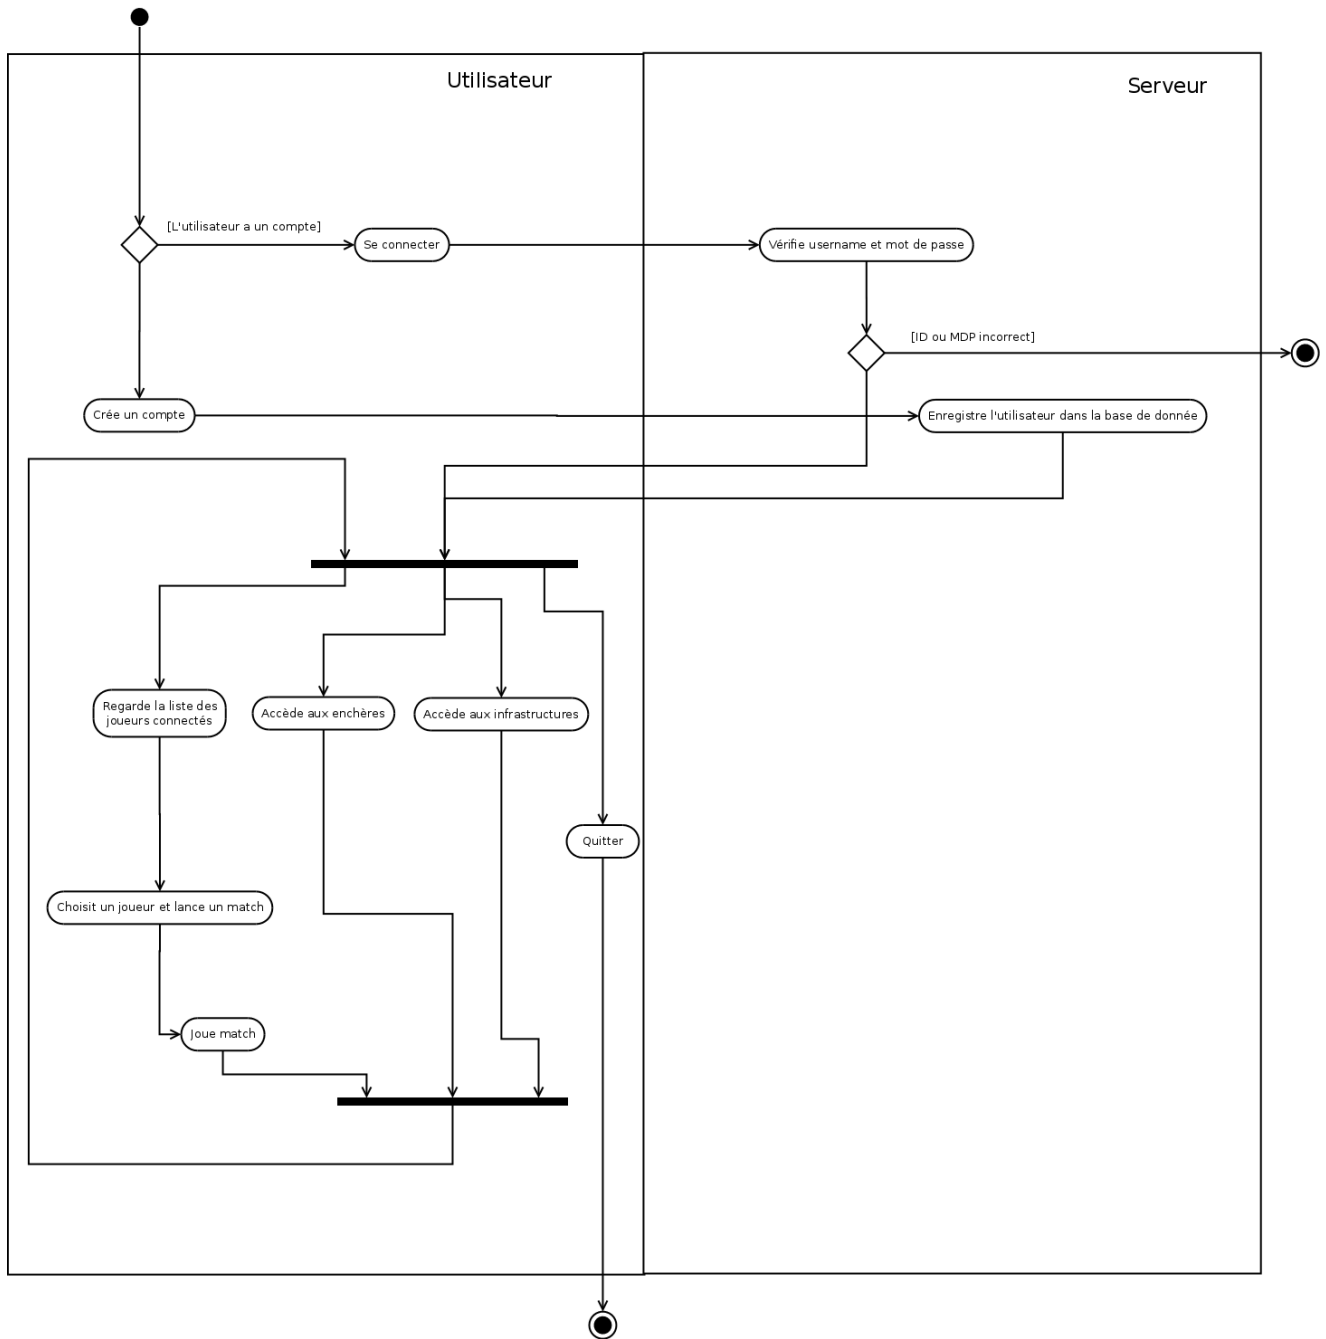 Utilisateur
Serveur
[L'utilisateur a un compte]
Se connecter
Vérifie username et mot de passe
[ID ou MDP incorrect]
Crée un compte
Enregistre l'utilisateur dans la base de donnée
Regarde la liste des
joueurs connectés
Accède aux enchères
Accède aux infrastructures
Quitter
Choisit un joueur et lance un match
Joue match